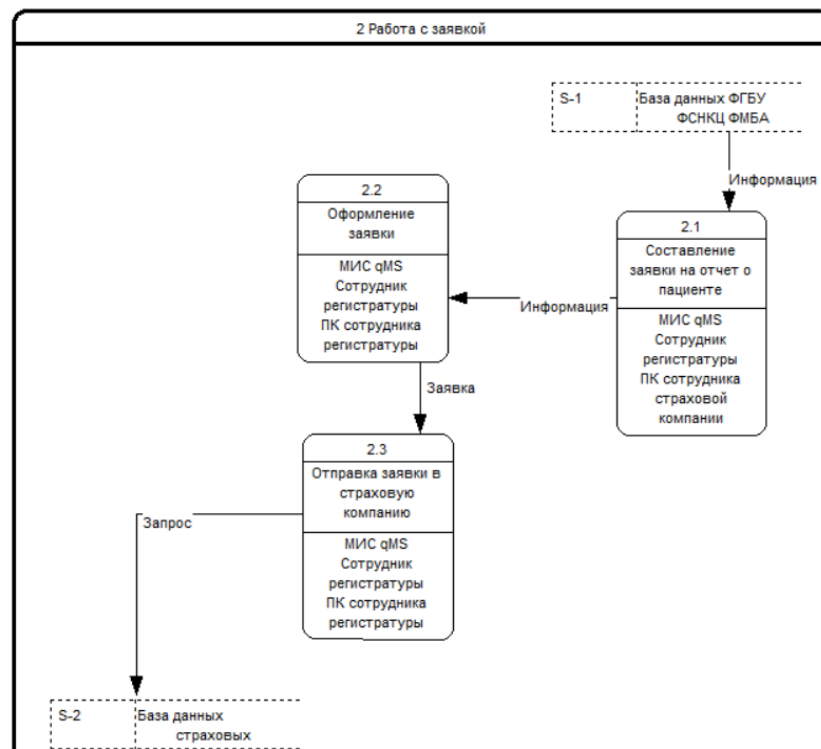 2 Работа с заявкой
S-1
База данных ФГБУ
ФСНКЦ ФМБА
Информация
2.2
Оформление
заявки
МИС qMS
Сотрудник
регистратуры
ПК сотрудника
регистратуры
2.1
Составление
заявки на отчет о
пациенте
МИС qMS
Сотрудник
регистратуры
ПК сотрудника
страховой
компании
Информация
Заявка
2.3
Отправка заявки в
страховую
компанию
МИС qMS
Сотрудник
регистратуры
ПК сотрудника
регистратуры
Запрос
S-2
База данных
страховых